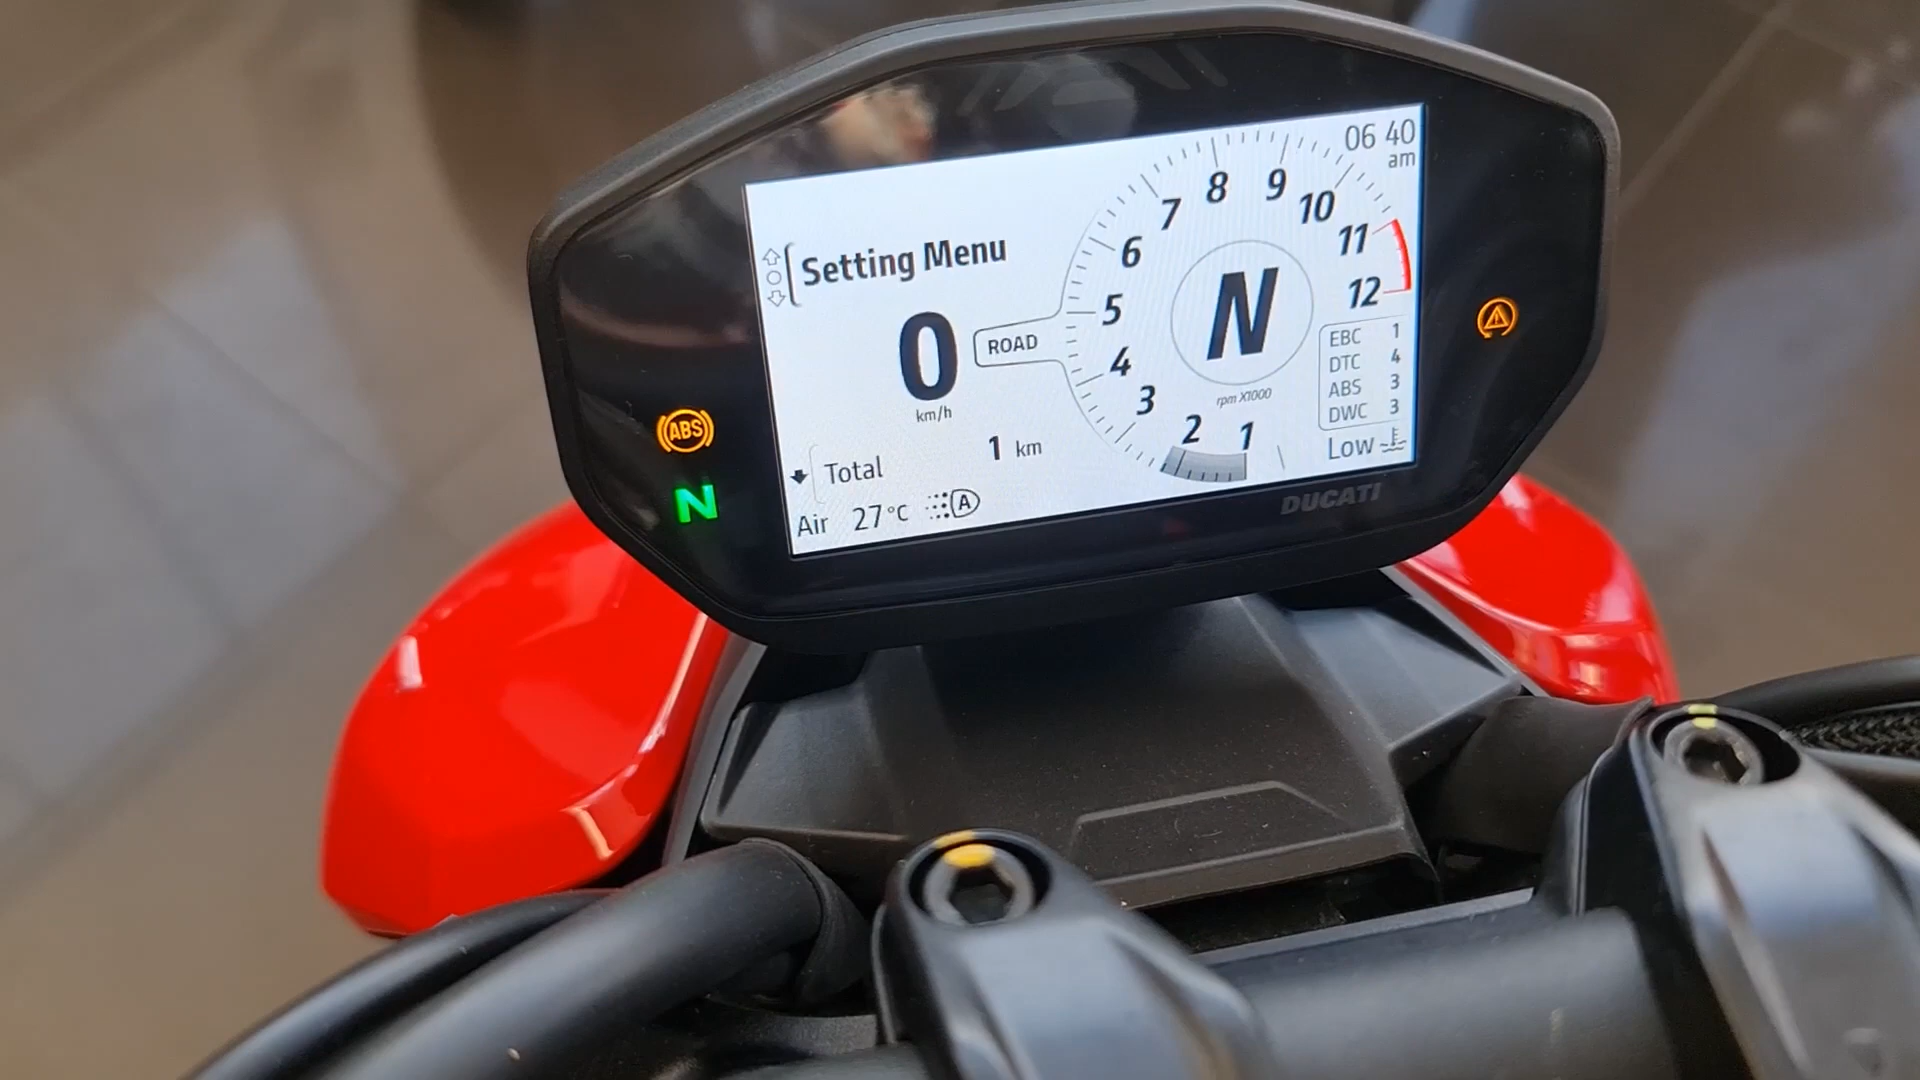 06 40
am
Setting Menu
0
km/h
ROAD
1
2
3
4
5
6
7
8
9
10
11
12
N
rpm X1000
EBC 1
DTC 4
ABS 3
DWC 3
Low
Total 1 km
Air 27°C A
ABS
N
DUCATI